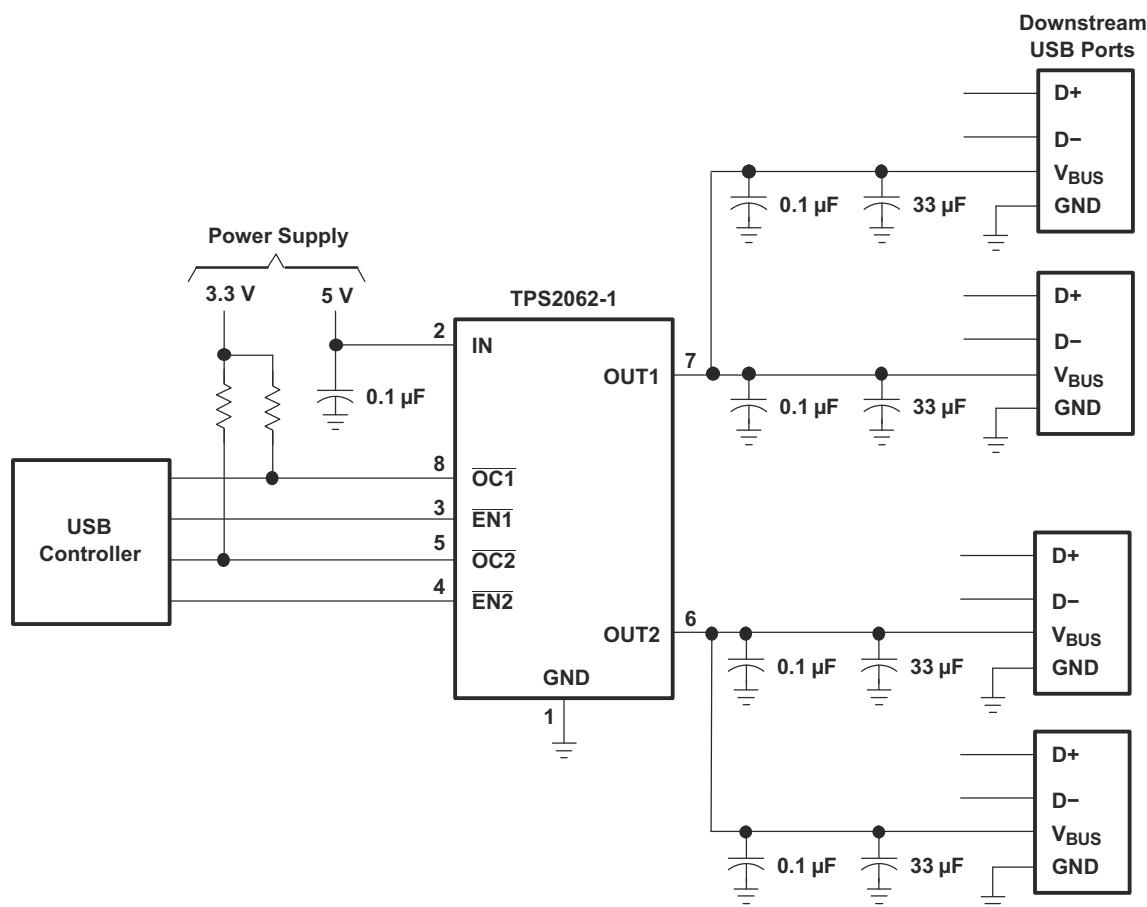 Downstream
USB Ports
D+
D−
VBUS
GND
0.1 µF
33 µF
Power Supply
3.3 V
5 V
TPS2062-1
D+
D−
VBUS
GND
2
IN
7
OUT1
0.1 µF
0.1 µF
33 µF
USB
Controller
8
OC1
3
EN1
5
OC2
4
EN2
6
OUT2
GND
1
D+
D−
VBUS
GND
0.1 µF
33 µF
D+
D−
VBUS
GND
0.1 µF
33 µF